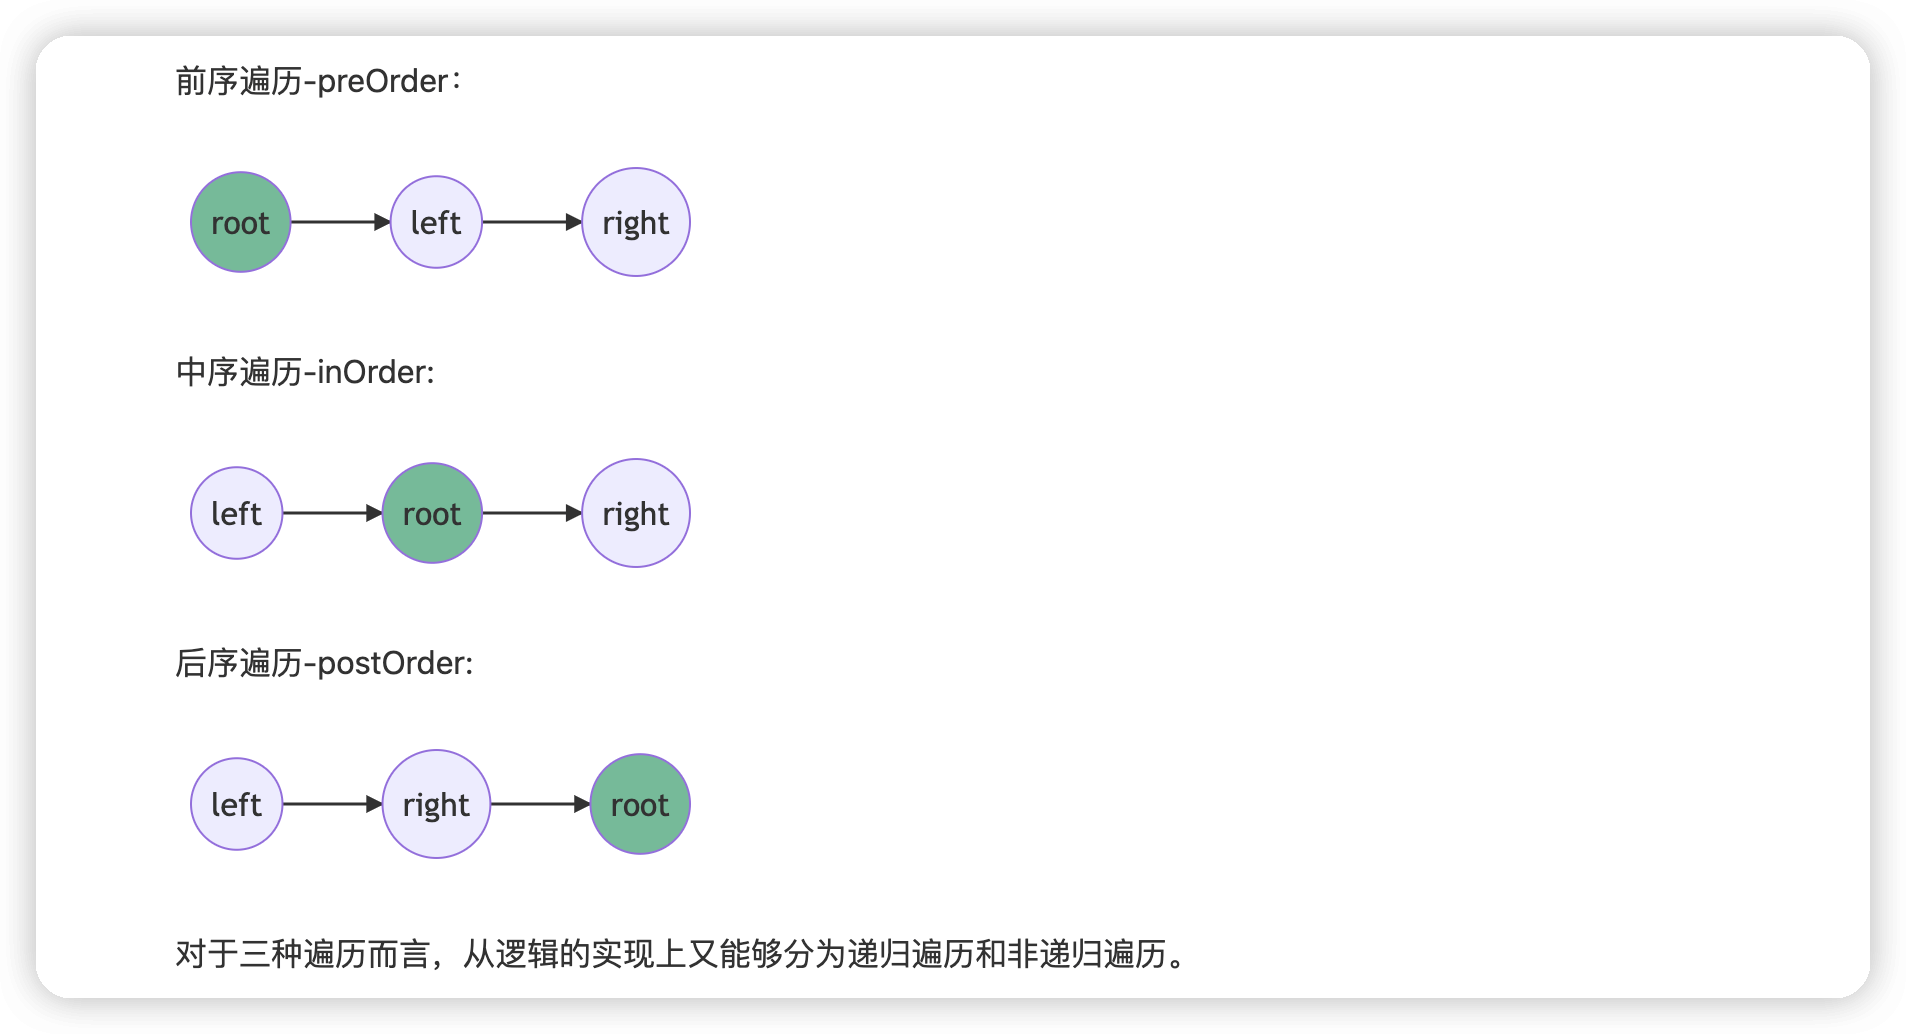 前序遍历-preOrder：
root left right
中序遍历-inOrder:
left root right
后序遍历-postOrder:
left right root
对于三种遍历而言，从逻辑的实现上又能够分为递归遍历和非递归遍历。